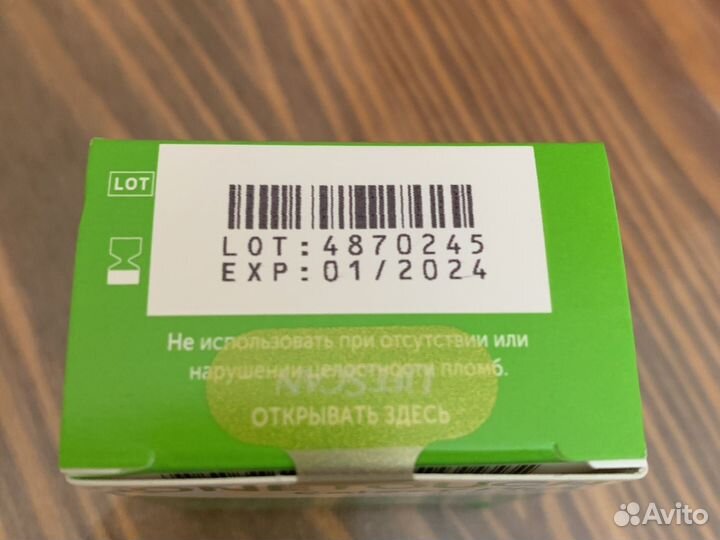 LOT
LOT:4870245
EXP:01/2024
Не использовать при отсутствии или
нарушении целостности пломб.
LIFESCAN
ОТКРЫВАТЬ ЗДЕСЬ
Avito